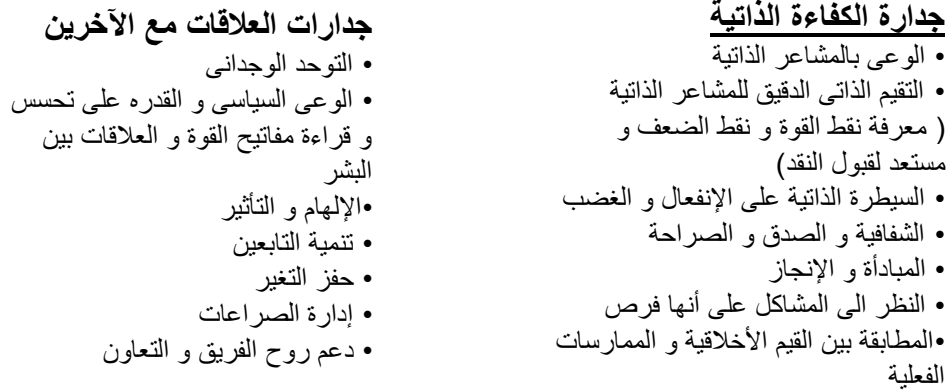 جدارة الكفاءة الذاتية
• الوعى بالمشاعر الذاتية
• التقيم الذاتى الدقيق للمشاعر الذاتية
( معرفة نقط القوة و نقط الضعف و
مستعد لقبول النقد)
• السيطرة الذاتية على الإنفعال و الغضب
• الشفافية و الصدق و الصراحة
• المبادأة و الإنجاز
• النظر الى المشاكل على أنها فرص
•المطابقة بين القيم الأخلاقية و الممارسات
الفعلية
جدارات العلاقات مع الآخرين
• التوحد الوجدانى
• الوعى السياسى و القدره على تحسس
و قراءة مفاتيح القوة و العلاقات بين
البشر
•الإلهام و التأثير
• تنمية التابعين
• حفز التغير
• إدارة الصراعات
• دعم روح الفريق و التعاون